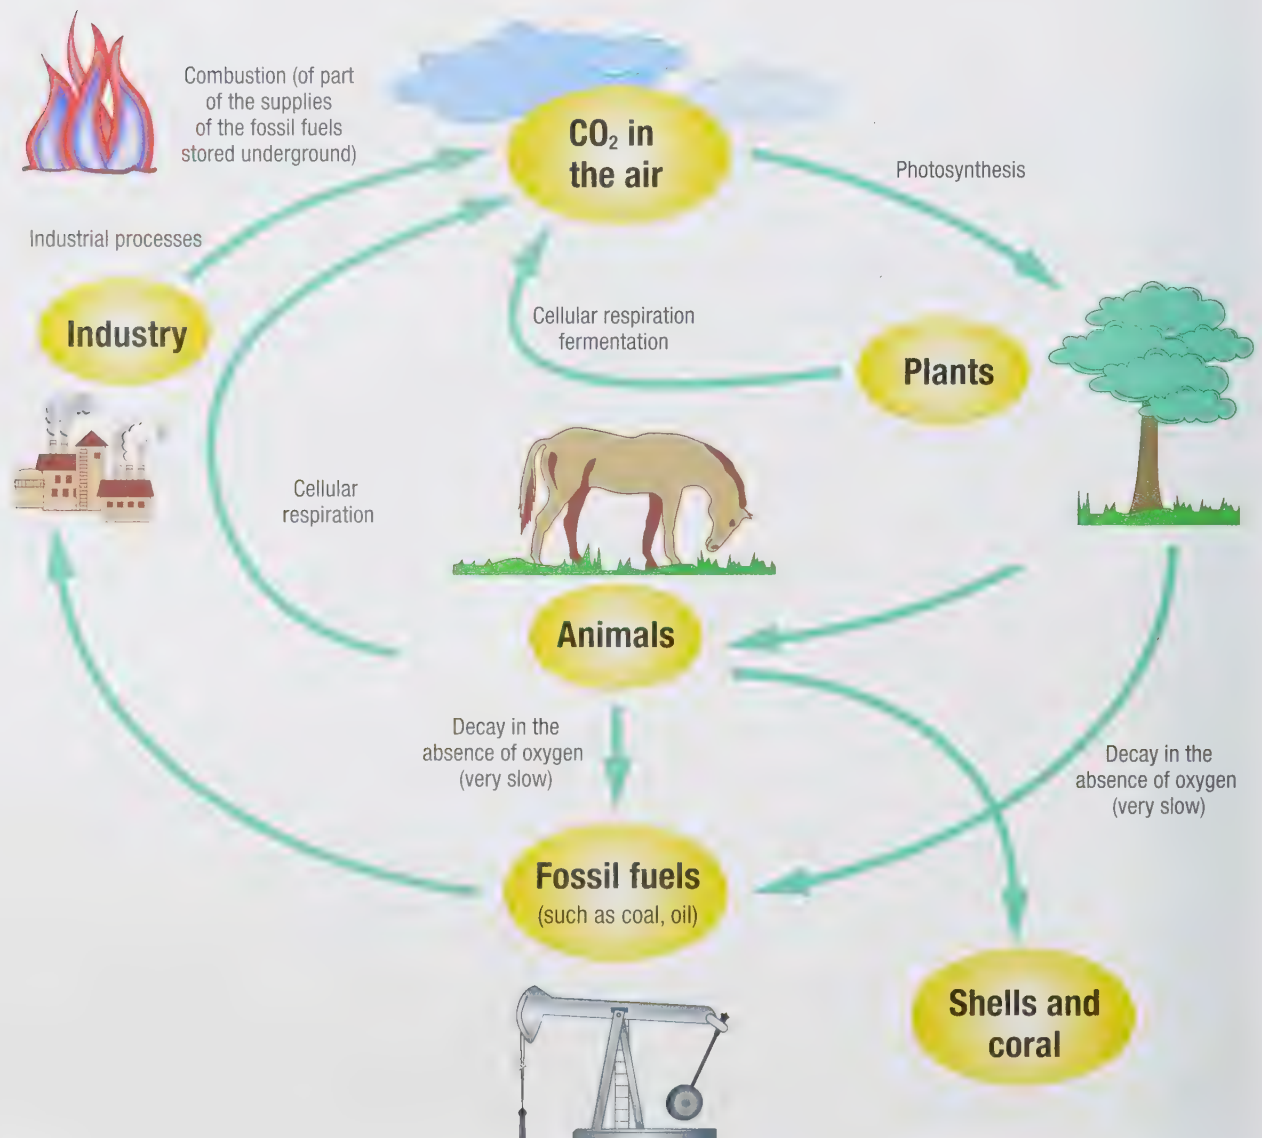 Combustion (of part
of the supplies
of the fossil fuels
stored underground)
CO₂ in
the air
Photosynthesis
Industrial processes
Industry
Cellular respiration
fermentation
Plants
Cellular
respiration
Animals
Decay in the
absence of oxygen
(very slow)
Decay in the
absence of oxygen
(very slow)
Fossil fuels
(such as coal, oil)
Shells and
coral